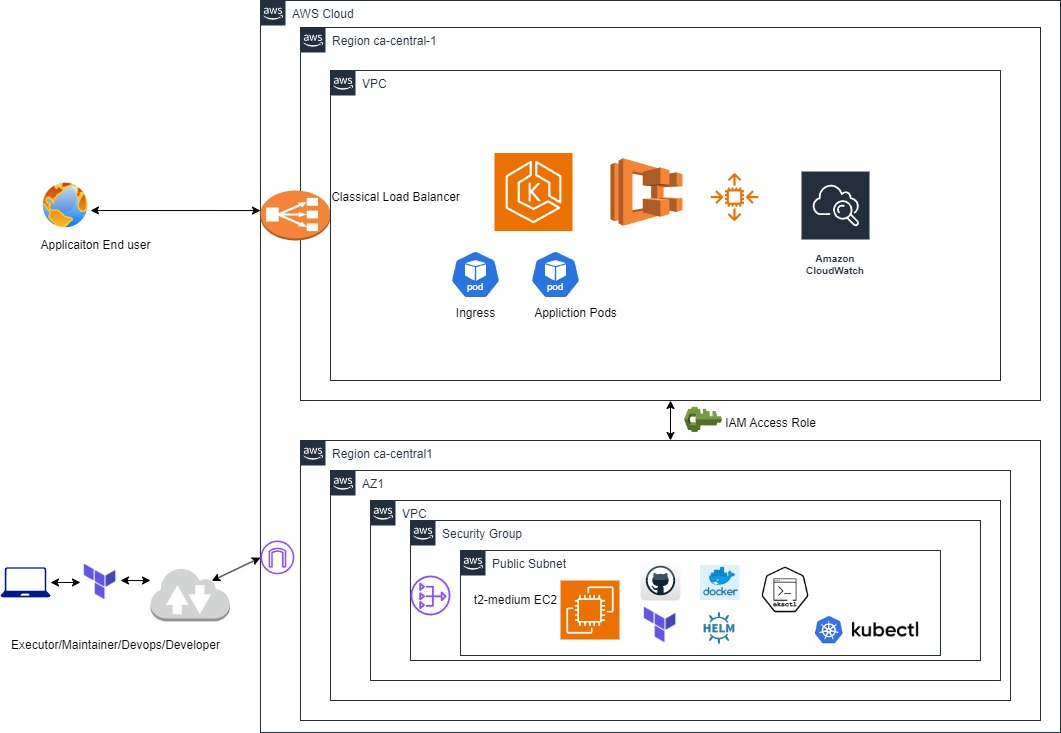 aws AWS Cloud
aws Region ca-central-1
aws VPC
Classical Load Balancer
K
Applicaiton End user
Amazon
CloudWatch
pod
pod
Ingress
Appliction Pods
IAM Access Role
aws Region ca-central1
aws AZ1
aws VPC
aws Security Group
aws Public Subnet
t2-medium EC2
docker
eksctl
HELM
kubectl
Executor/Maintainer/Devops/Developer